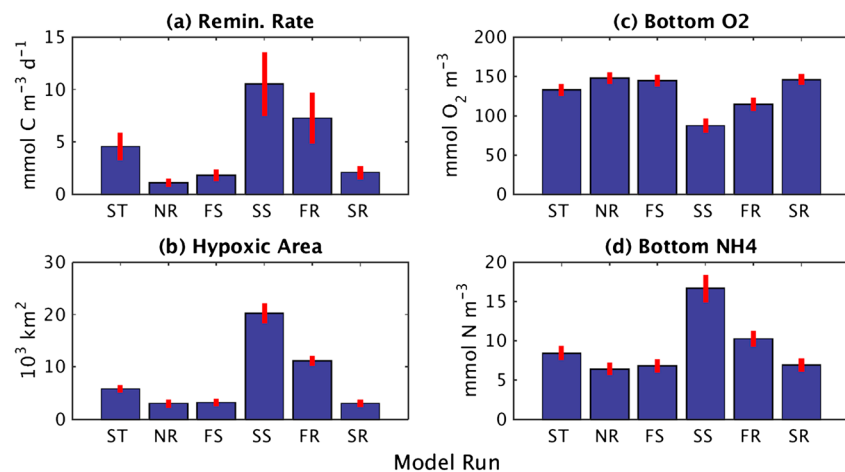 (a) Remin. Rate
mmol C m⁻³ d⁻¹
15
10
5
0
ST NR FS SS FR SR
(c) Bottom O2
mmol O₂ m⁻³
200
150
100
50
0
ST NR FS SS FR SR
(b) Hypoxic Area
10³ km²
30
20
10
0
ST NR FS SS FR SR
(d) Bottom NH4
mmol N m⁻³
20
15
10
5
0
ST NR FS SS FR SR
Model Run